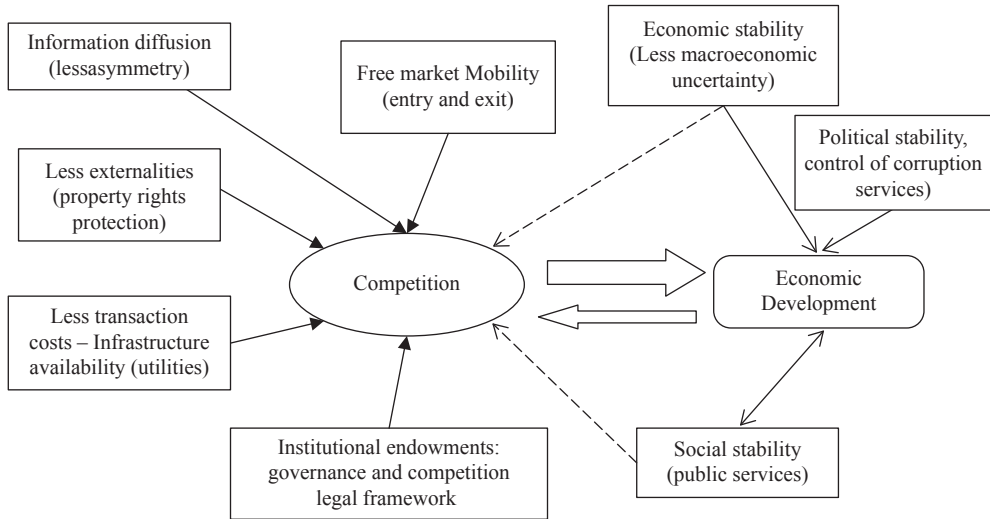 Information diffusion
(lessasymmetry)
Free market Mobility
(entry and exit)
Economic stability
(Less macroeconomic
uncertainty)
Political stability,
control of corruption
services)
Less externalities
(property rights
protection)
Competition
Economic
Development
Less transaction
costs – Infrastructure
availability (utilities)
Institutional endowments:
governance and competition
legal framework
Social stability
(public services)